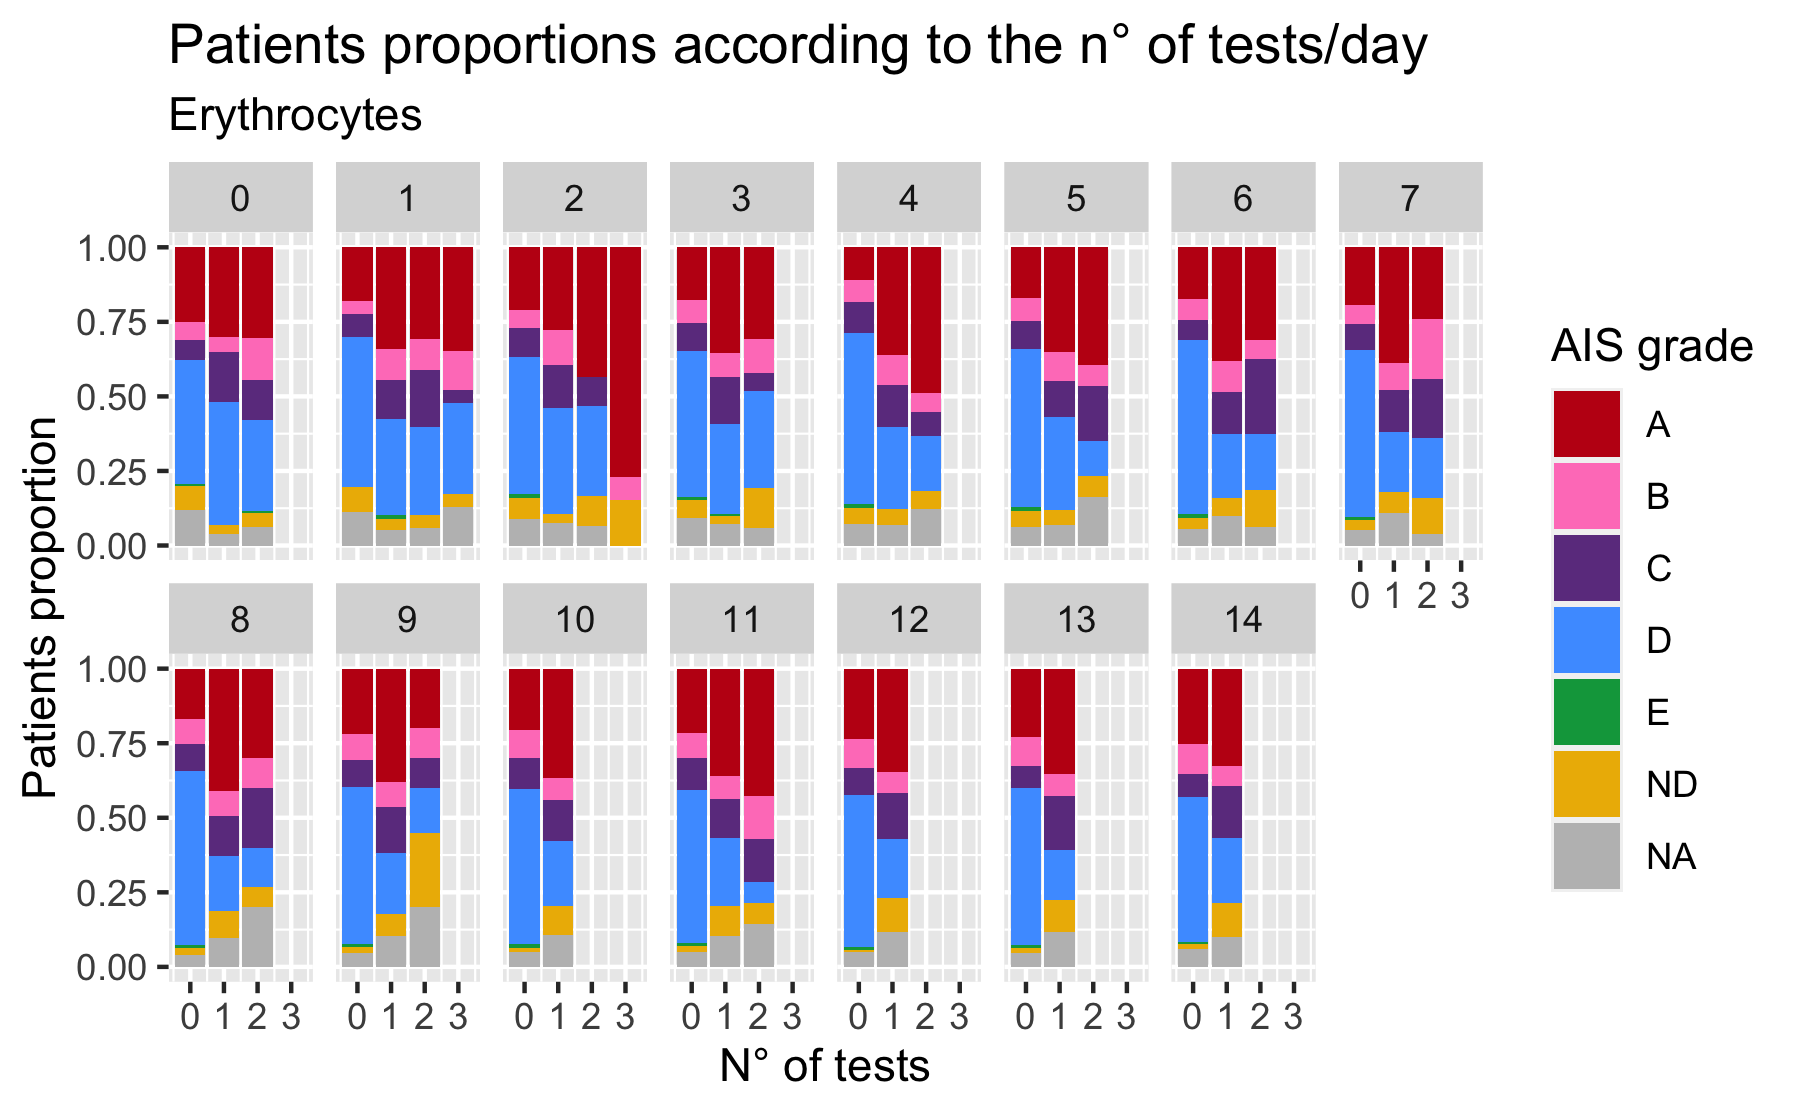 Patients proportions according to the n° of tests/day
Erythrocytes
0 1 2 3 4 5 6 7
1.00
0.75
0.50
0.25
0.00
0 1 2 3
8 9 10 11 12 13 14
1.00
0.75
0.50
0.25
0.00
0 1 2 3 0 1 2 3 0 1 2 3 0 1 2 3 0 1 2 3 0 1 2 3 0 1 2 3
N° of tests
Patients proportion
AIS grade
A
B
C
D
E
ND
NA